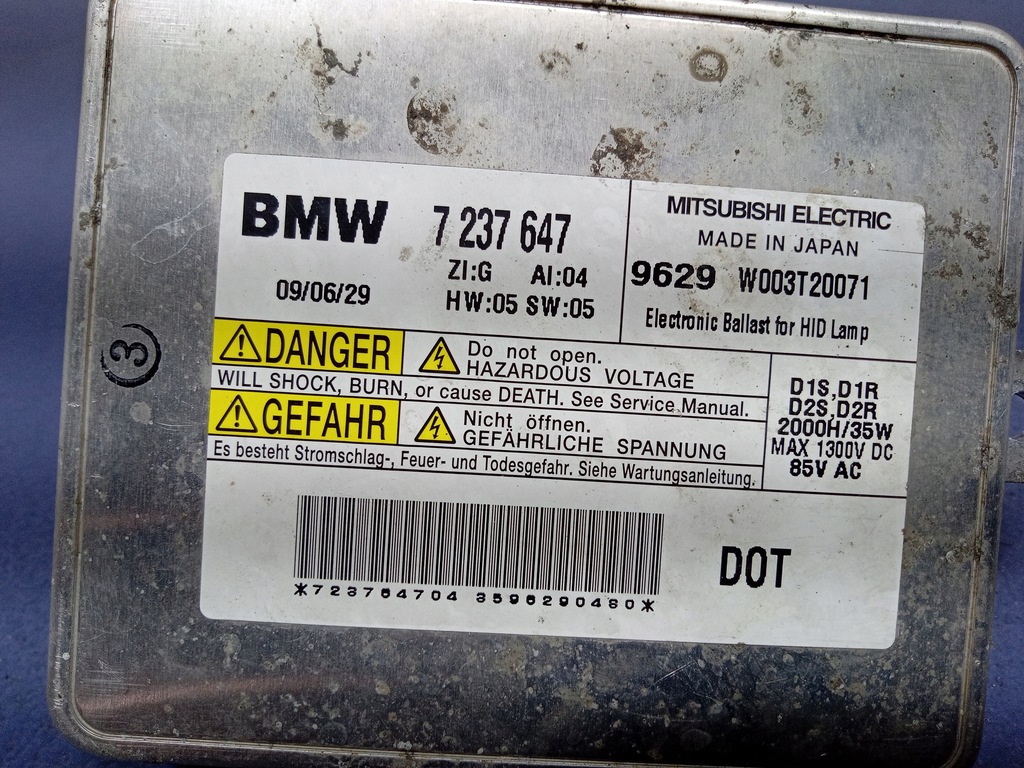 BMW 7 237 647
ZI:G AI:04
09/06/29 HW:05 SW:05
MITSUBISHI ELECTRIC
MADE IN JAPAN
9629 W003T20071
Electronic Ballast for HID Lamp
DANGER
Do not open.
HAZARDOUS VOLTAGE
WILL SHOCK, BURN, or cause DEATH. See Service Manual.
GEFAHR
Nicht öffnen.
GEFÄHRLICHE SPANNUNG
Es besteht Stromschlag-, Feuer- und Todesgefahr. Siehe Wartungsanleitung.
D1S,D1R
D2S,D2R
2000H/35W
MAX 1300V DC
85V AC
*723764704 3596290480*
DOT
3